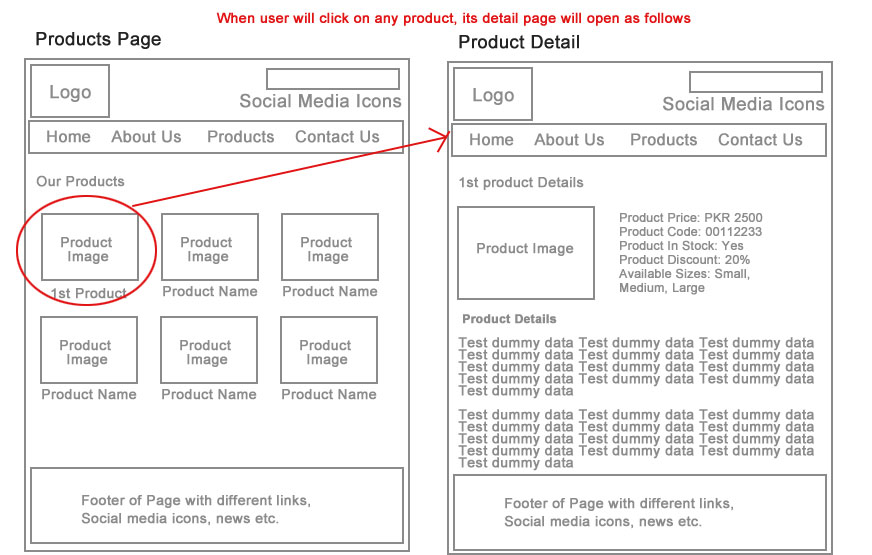 When user will click on any product, its detail page will open as follows
Products Page
Logo
Social Media Icons
Home About Us Products Contact Us
Our Products
Product
Image
1st Product
Product
Image
Product Name
Product
Image
Product Name
Product
Image
Product Name
Product
Image
Product Name
Product
Image
Product Name
Footer of Page with different links,
Social media icons, news etc.
Product Detail
Logo
Social Media Icons
Home About Us Products Contact Us
1st product Details
Product Image
Product Price: PKR 2500
Product Code: 00112233
Product In Stock: Yes
Product Discount: 20%
Available Sizes: Small,
Medium, Large
Product Details
Test dummy data Test dummy data Test dummy data
Test dummy data Test dummy data Test dummy data
Test dummy data Test dummy data Test dummy data
Test dummy data Test dummy data Test dummy data
Test dummy data
Test dummy data Test dummy data Test dummy data
Test dummy data Test dummy data Test dummy data
Test dummy data Test dummy data Test dummy data
Test dummy data Test dummy data Test dummy data
Test dummy data
Footer of Page with different links,
Social media icons, news etc.